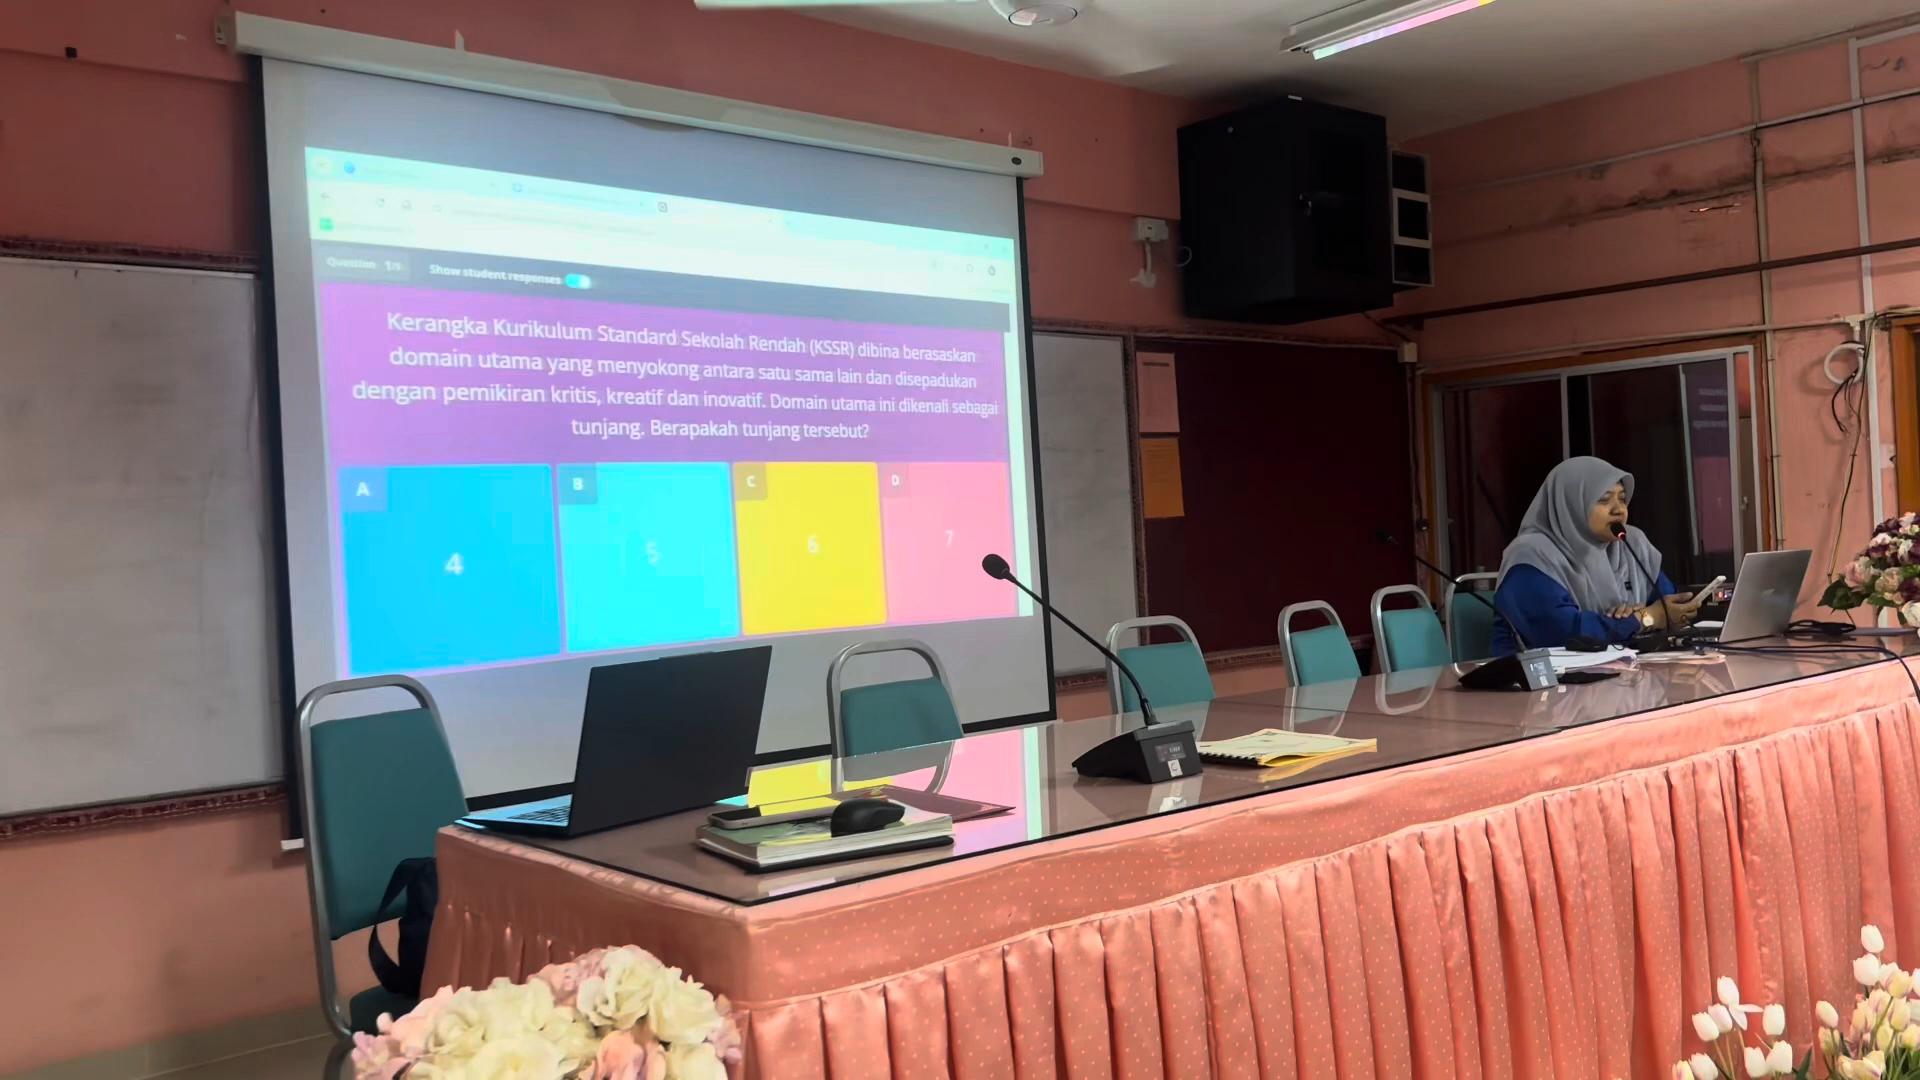 Question 1/5 Show student responses
Kerangka Kurikulum Standard Sekolah Rendah (KSSR) dibina berasaskan
domain utama yang menyokong antara satu sama lain dan disepadukan
dengan pemikiran kritis, kreatif dan inovatif. Domain utama ini dikenali sebagai
tunjang. Berapakah tunjang tersebut?
A B C D
4 5 6 7